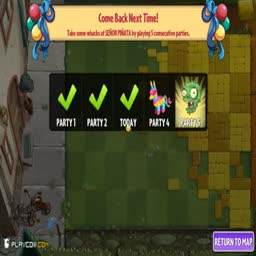 Come Back Next Time!
Take some whacks at SEÑOR PIÑATA by playing 5 consecutive parties.
PARTY 1 PARTY 2 TODAY PARTY 4 PARTY 5
PLAYCOW.COM RETURN TO MAP